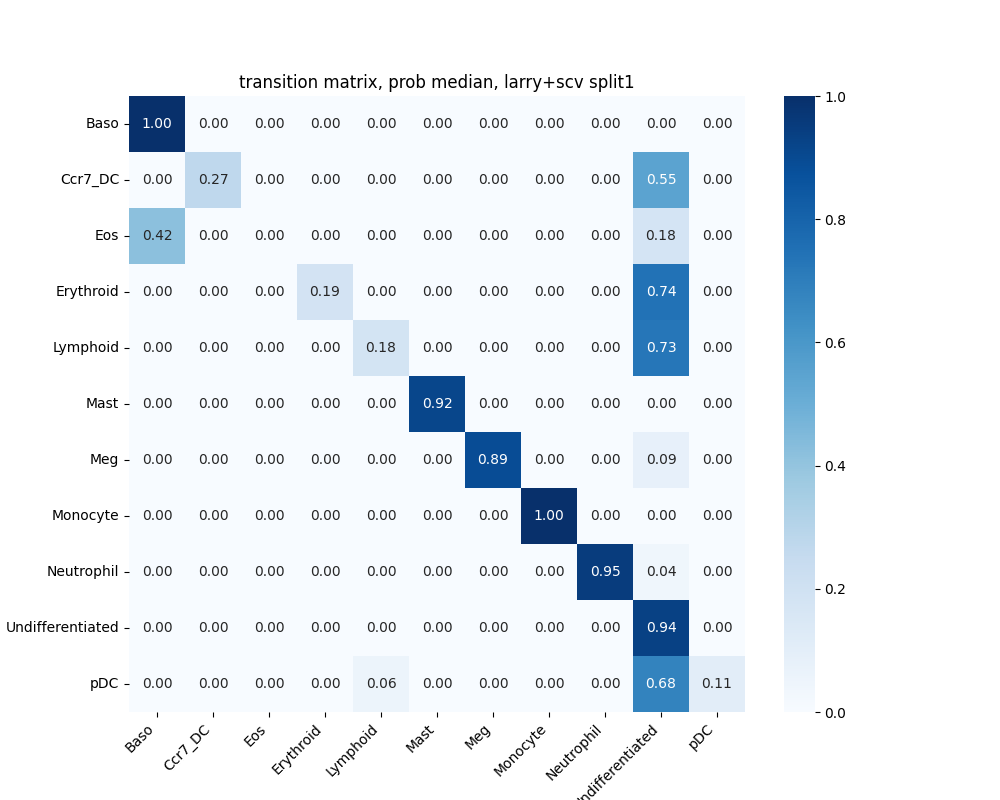 transition matrix, prob median, larry+scv split1
Baso 1.00 0.00 0.00 0.00 0.00 0.00 0.00 0.00 0.00 0.00 0.00
Ccr7_DC 0.00 0.27 0.00 0.00 0.00 0.00 0.00 0.00 0.00 0.55 0.00
Eos 0.42 0.00 0.00 0.00 0.00 0.00 0.00 0.00 0.00 0.18 0.00
Erythroid 0.00 0.00 0.00 0.19 0.00 0.00 0.00 0.00 0.00 0.74 0.00
Lymphoid 0.00 0.00 0.00 0.00 0.18 0.00 0.00 0.00 0.00 0.73 0.00
Mast 0.00 0.00 0.00 0.00 0.00 0.92 0.00 0.00 0.00 0.00 0.00
Meg 0.00 0.00 0.00 0.00 0.00 0.00 0.89 0.00 0.00 0.09 0.00
Monocyte 0.00 0.00 0.00 0.00 0.00 0.00 0.00 1.00 0.00 0.00 0.00
Neutrophil 0.00 0.00 0.00 0.00 0.00 0.00 0.00 0.00 0.95 0.04 0.00
Undifferentiated 0.00 0.00 0.00 0.00 0.00 0.00 0.00 0.00 0.00 0.94 0.00
pDC 0.00 0.00 0.00 0.00 0.06 0.00 0.00 0.00 0.00 0.68 0.11
Baso Ccr7_DC Eos Erythroid Lymphoid Mast Meg Monocyte Neutrophil ndifferentiated pDC
1.0
0.8
0.6
0.4
0.2
0.0